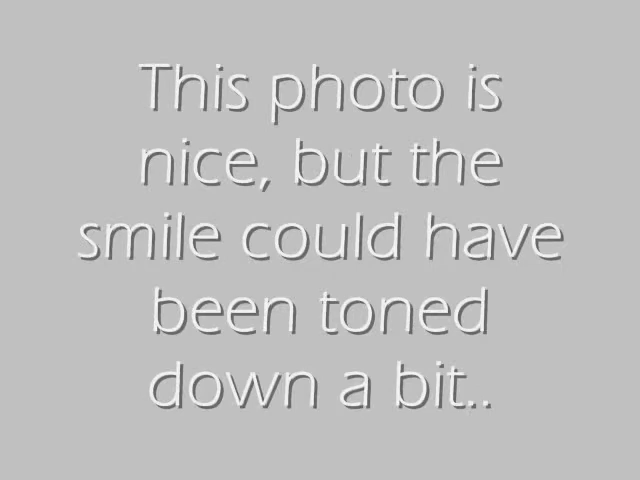 This photo is
nice, but the
smile could have
been toned
down a bit..